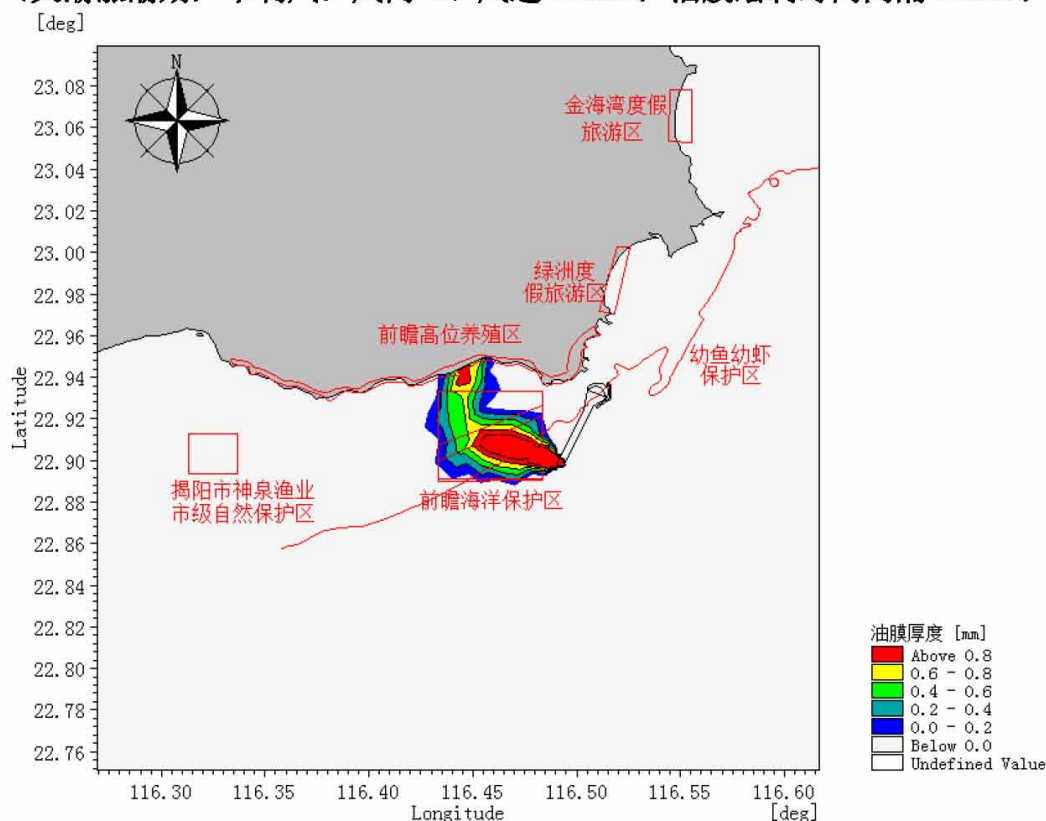 [deg]
N
23.08
23.06
23.04
23.02
23.00
22.98
22.96
22.94
22.92
22.90
22.88
22.86
22.84
22.82
22.80
22.78
22.76
Latitude
金海湾度假
旅游区
绿洲度
假旅游区
前瞻高位养殖区
幼鱼幼虾
保护区
揭阳市神泉渔业
市级自然保护区
前瞻海洋保护区
油膜厚度 [mm]
Above 0.8
0.6 - 0.8
0.4 - 0.6
0.2 - 0.4
0.0 - 0.2
Below 0.0
Undefined Value
116.30 116.35 116.40 116.45 116.50 116.55 116.60
Longitude
[deg]